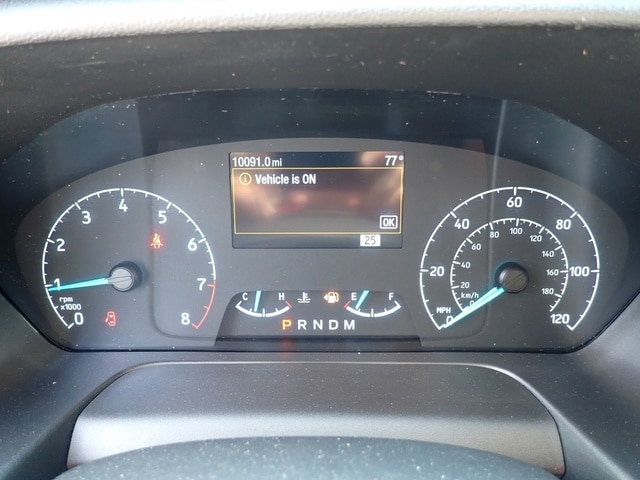 10091.0 mi 77°
Vehicle is ON
OK
25
0 1 2 3 4 5 6 7 8
rpm
x1000
C H E F
P R N D M
0 20 40 60 80 100 120
MPH
0 20 40 60 80 100 120 140 160 180
km/h